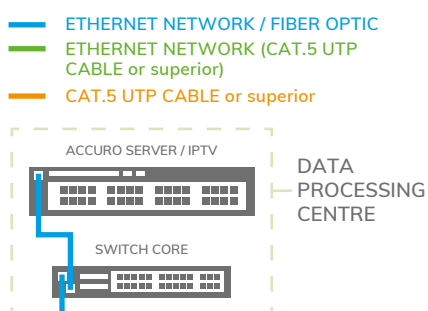 ETHERNET NETWORK / FIBER OPTIC
ETHERNET NETWORK (CAT.5 UTP
CABLE or superior)
CAT.5 UTP CABLE or superior
ACCURO SERVER / IPTV
DATA
PROCESSING
CENTRE
SWITCH CORE